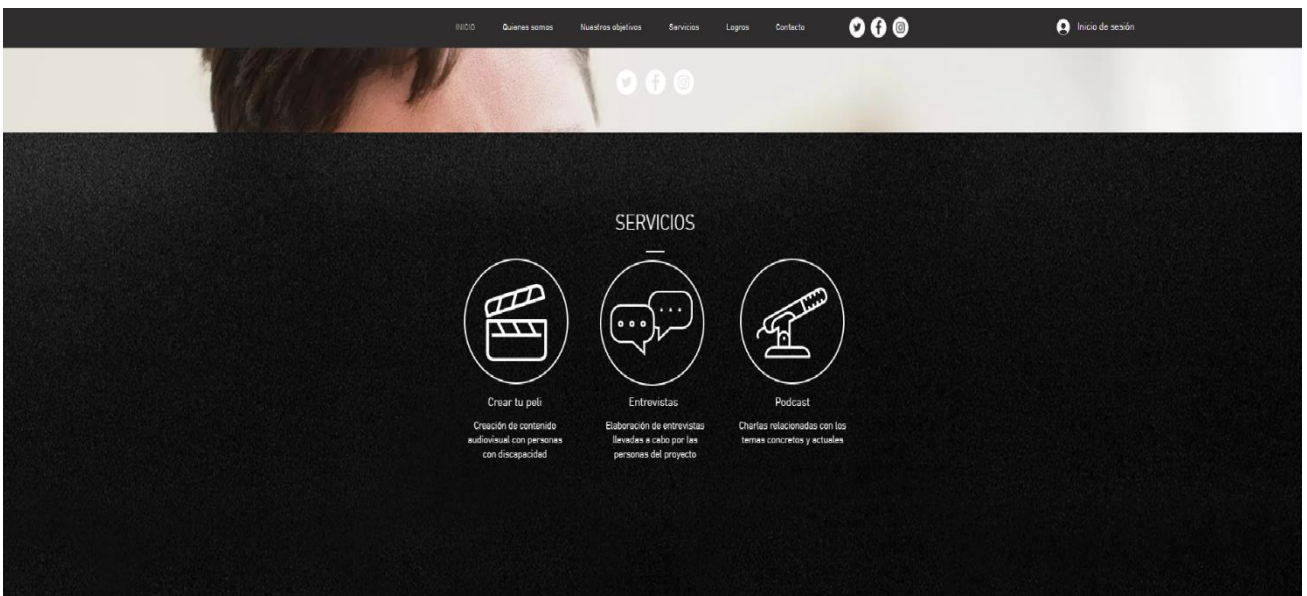 INICIO Quienes somos Nuestros objetivos Servicios Logros Contacto Inicio de sesión
SERVICIOS
Crear tu peli
Creación de contenido
audiovisual con personas
con discapacidad
Entrevistas
Elaboración de entrevistas
llevadas a cabo por las
personas del proyecto
Podcast
Charlas relacionadas con los
temas concretos y actuales